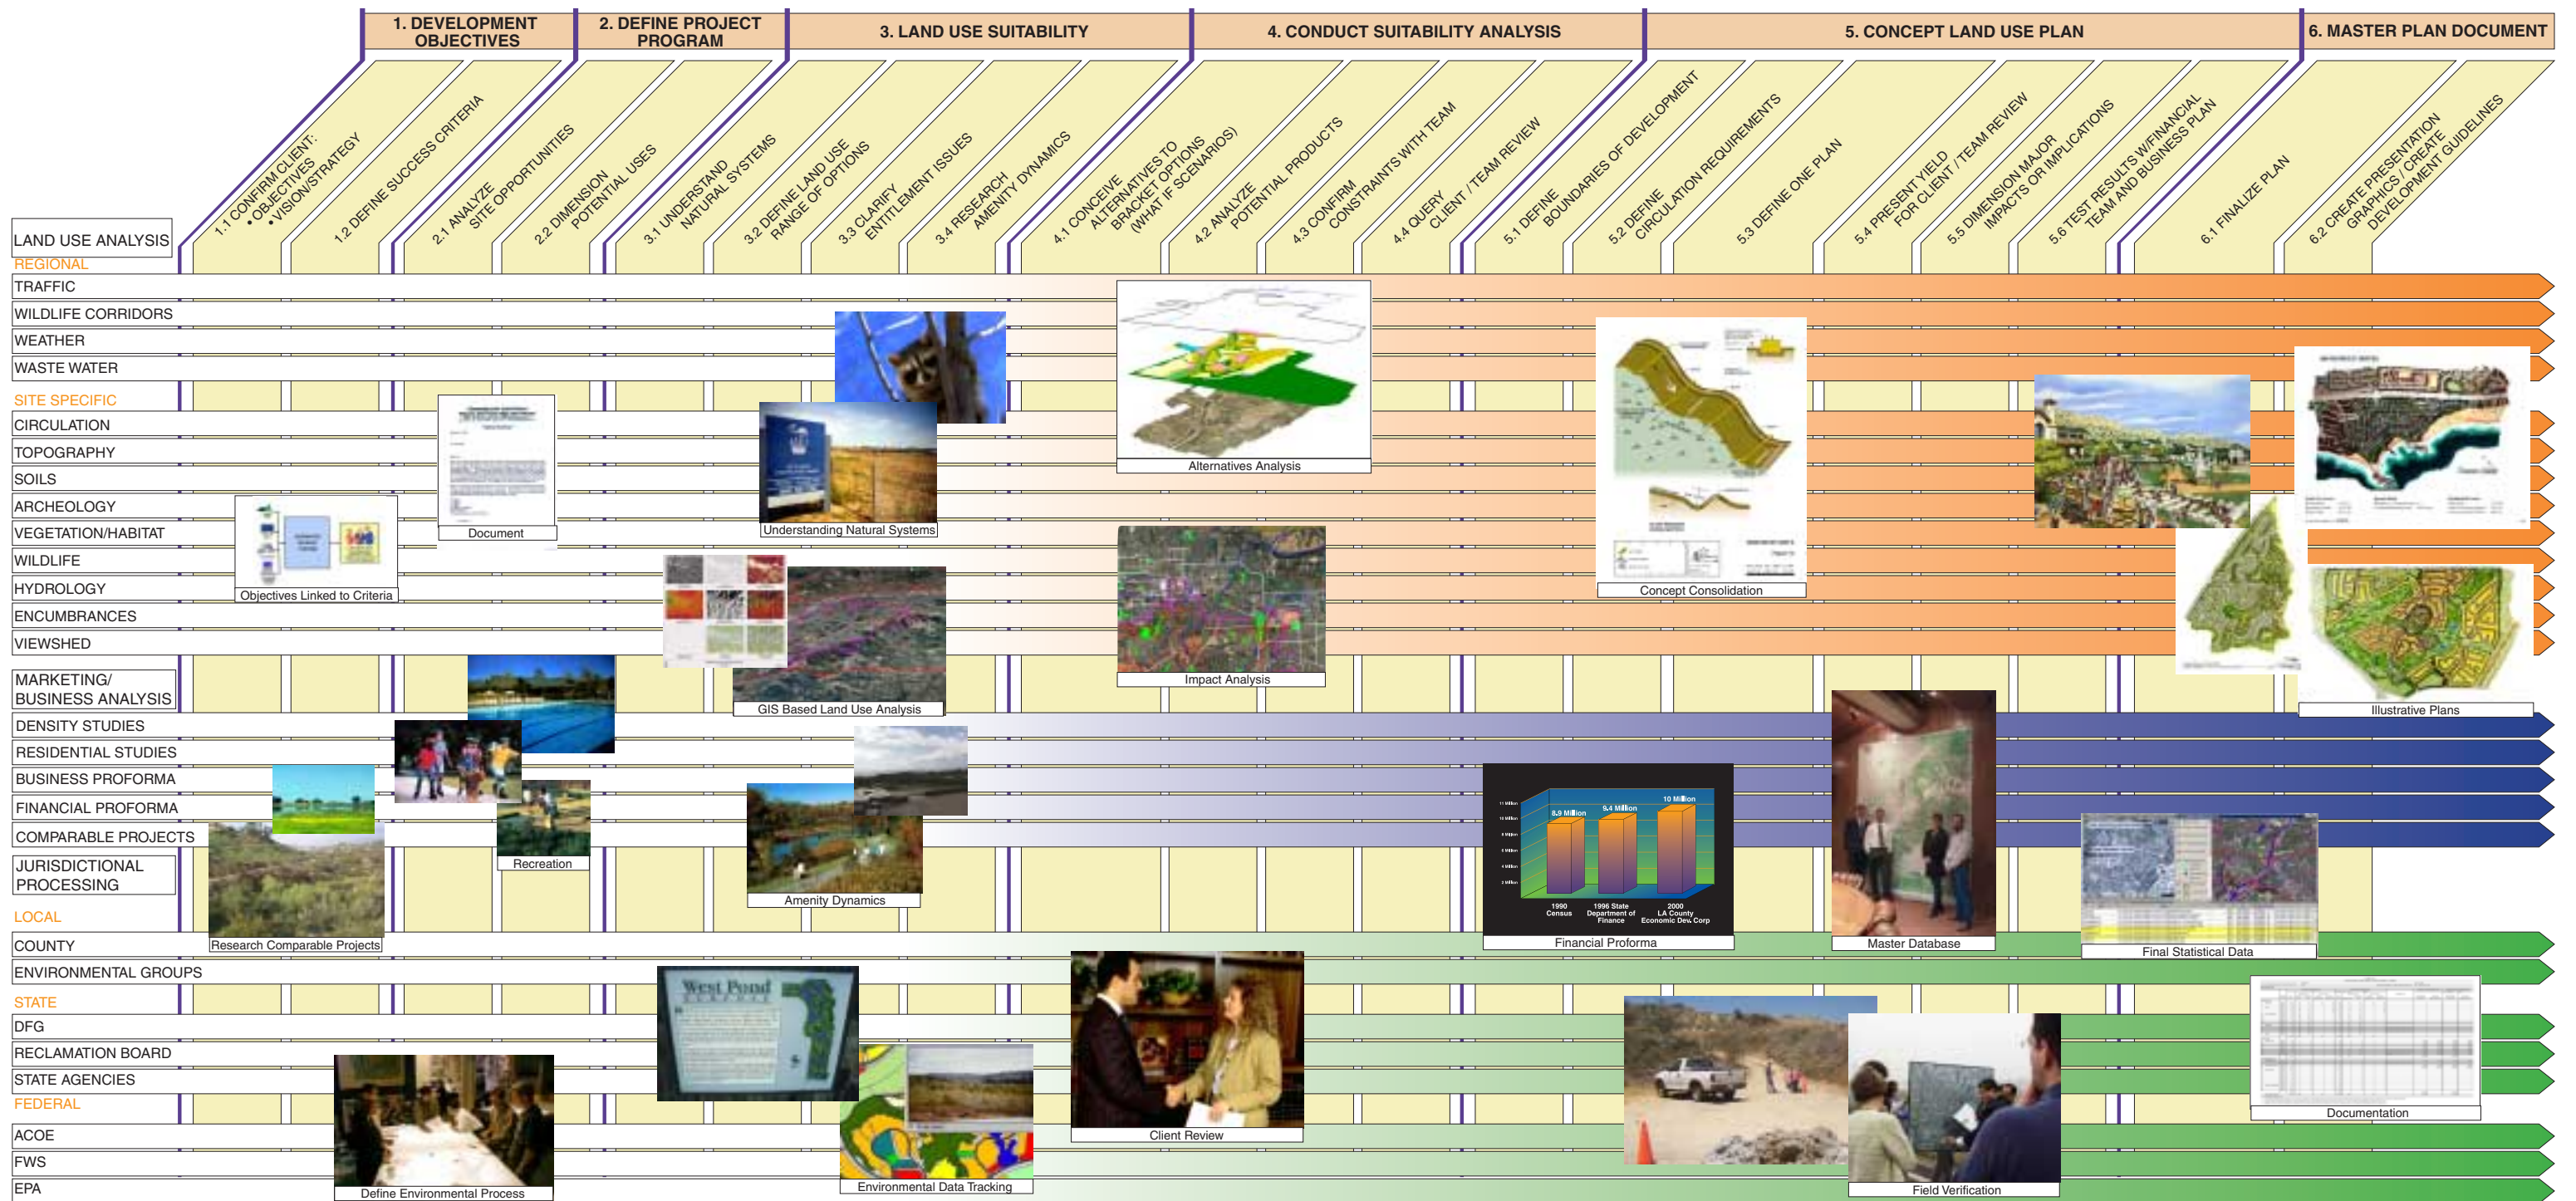 1. DEVELOPMENT
OBJECTIVES
2. DEFINE PROJECT
PROGRAM
3. LAND USE SUITABILITY
4. CONDUCT SUITABILITY ANALYSIS
5. CONCEPT LAND USE PLAN
6. MASTER PLAN DOCUMENT
1.1 CONFIRM CLIENT:
• OBJECTIVES
• VISION/STRATEGY
1.2 DEFINE SUCCESS CRITERIA
2.1 ANALYZE
SITE OPPORTUNITIES
2.2 DIMENSION
POTENTIAL USES
3.1 UNDERSTAND
NATURAL SYSTEMS
3.2 DEFINE LAND USE
RANGE OF OPTIONS
3.3 CLARIFY
ENTITLEMENT ISSUES
3.4 RESEARCH
AMENITY DYNAMICS
4.1 CONCEIVE
ALTERNATIVES TO
BRACKET OPTIONS
(WHAT IF SCENARIOS)
4.2 ANALYZE
POTENTIAL PRODUCTS
4.3 CONFIRM
CONSTRAINTS WITH TEAM
4.4 QUERY
CLIENT / TEAM REVIEW
5.1 DEFINE
BOUNDARIES OF DEVELOPMENT
5.2 DEFINE
CIRCULATION REQUIREMENTS
5.3 DEFINE ONE PLAN
5.4 PRESENT YIELD
FOR CLIENT / TEAM REVIEW
5.5 DIMENSION MAJOR
IMPACTS OR IMPLICATIONS
5.6 TEST RESULTS W/FINANCIAL
TEAM AND BUSINESS PLAN
6.1 FINALIZE PLAN
6.2 CREATE PRESENTATION
GRAPHICS / CREATE
DEVELOPMENT GUIDELINES
LAND USE ANALYSIS
REGIONAL
TRAFFIC
WILDLIFE CORRIDORS
WEATHER
WASTE WATER
SITE SPECIFIC
CIRCULATION
TOPOGRAPHY
SOILS
ARCHEOLOGY
VEGETATION/HABITAT
WILDLIFE
HYDROLOGY
ENCUMBRANCES
VIEWSHED
Alternatives Analysis
Document
Understanding Natural Systems
Objectives Linked to Criteria
Concept Consolidation
Impact Analysis
GIS Based Land Use Analysis
Illustrative Plans
MARKETING/
BUSINESS ANALYSIS
DENSITY STUDIES
RESIDENTIAL STUDIES
BUSINESS PROFORMA
FINANCIAL PROFORMA
COMPARABLE PROJECTS
Recreation
Amenity Dynamics
Research Comparable Projects
11 Million
10 Million
8 Million
6 Million
4 Million
2 Million
8.9 Million
9.4 Million
10 Million
1990
Census
1996 State
Department of
Finance
2000
LA County
Economic Dev. Corp
Financial Proforma
Master Database
Final Statistical Data
JURISDICTIONAL
PROCESSING
LOCAL
COUNTY
ENVIRONMENTAL GROUPS
STATE
DFG
RECLAMATION BOARD
STATE AGENCIES
FEDERAL
ACOE
FWS
EPA
West Pond
Define Environmental Process
Environmental Data Tracking
Client Review
Field Verification
Documentation